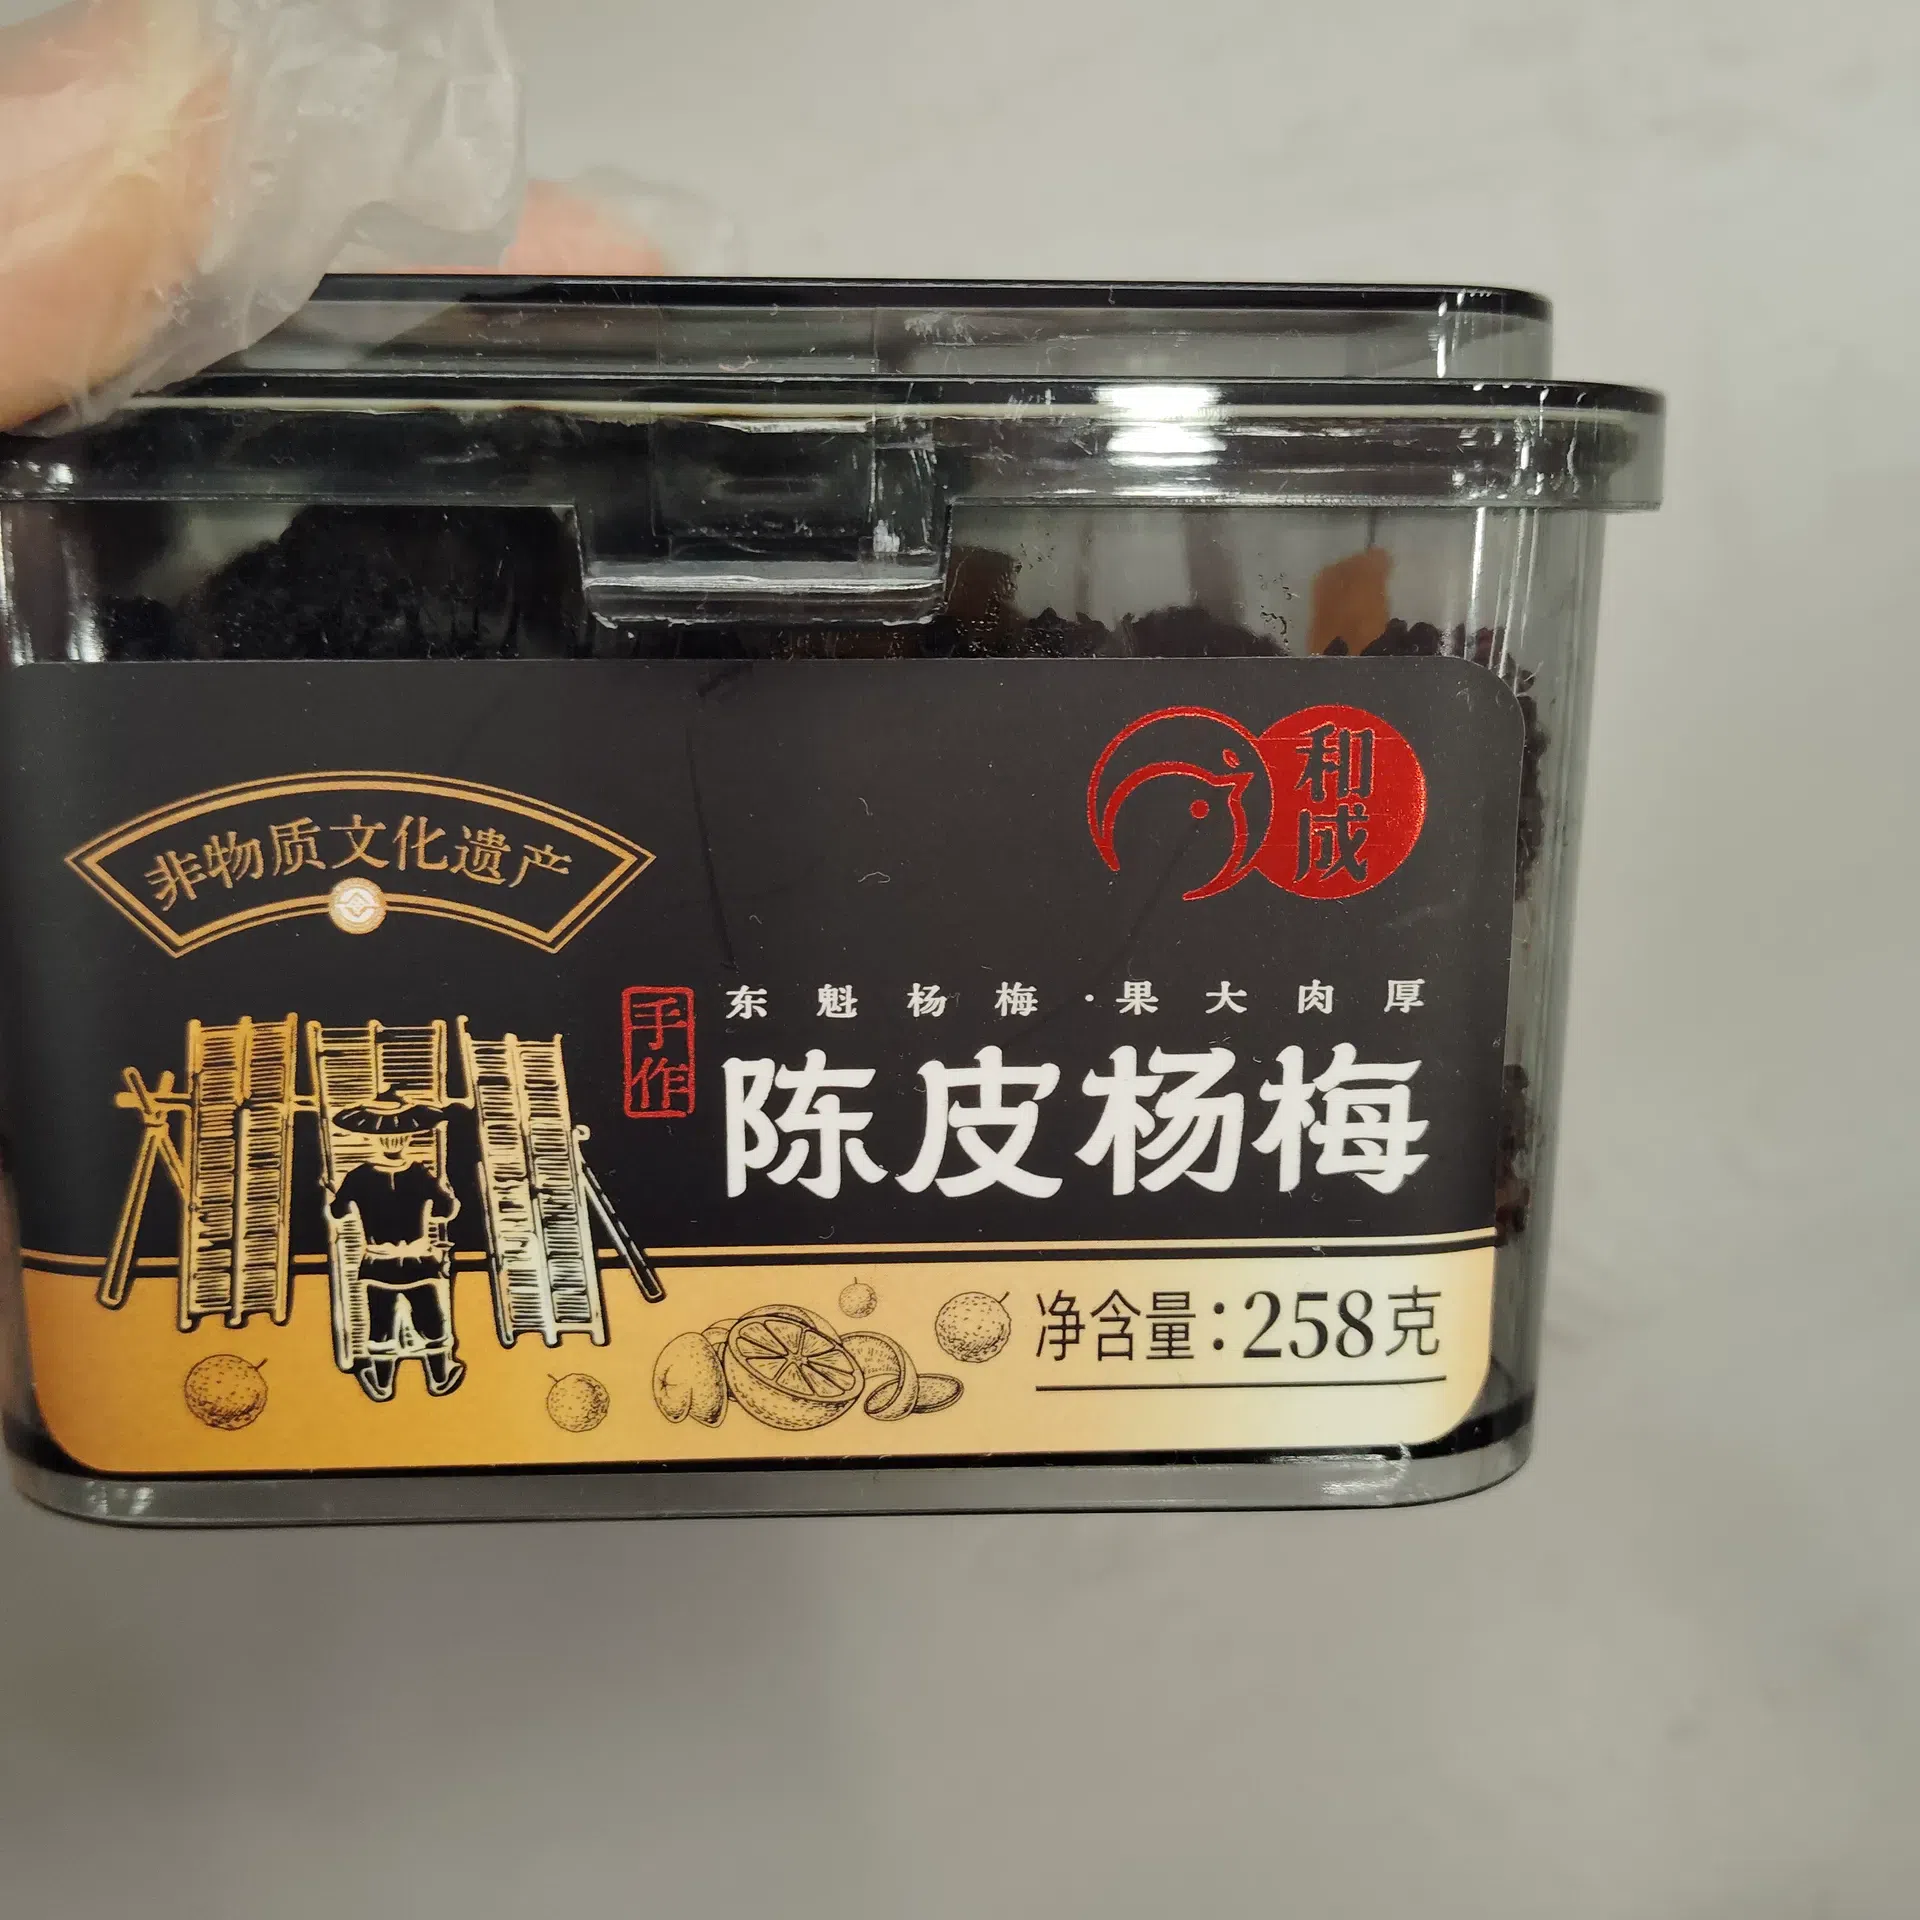 和成
非物质文化遗产
手作
东魁杨梅·果大肉厚
陈皮杨梅
净含量:258克